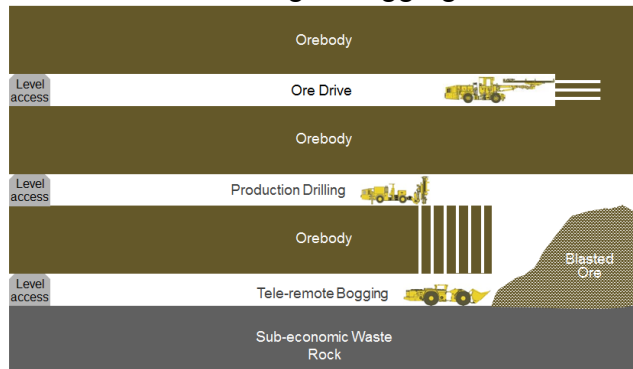 Orebody
Level
access
Ore Drive
Orebody
Level
access
Production Drilling
Orebody
Blasted
Ore
Level
access
Tele-remote Bogging
Sub-economic Waste
Rock